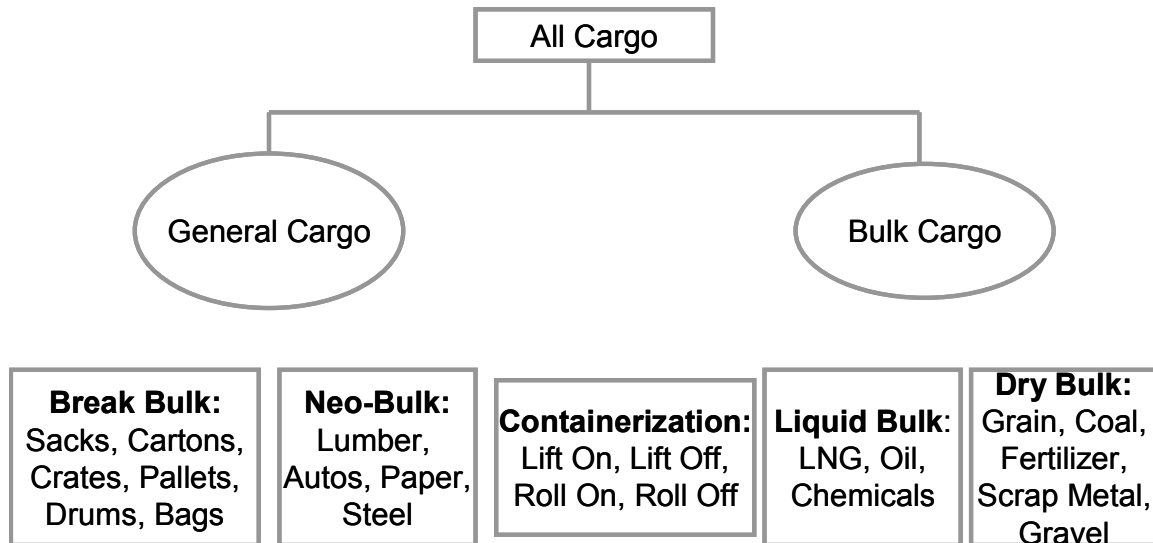 All Cargo
General Cargo
Bulk Cargo
Break Bulk:
Sacks, Cartons,
Crates, Pallets,
Drums, Bags
Neo-Bulk:
Lumber,
Autos, Paper,
Steel
Containerization:
Lift On, Lift Off,
Roll On, Roll Off
Liquid Bulk:
LNG, Oil,
Chemicals
Dry Bulk:
Grain, Coal,
Fertilizer,
Scrap Metal,
Gravel